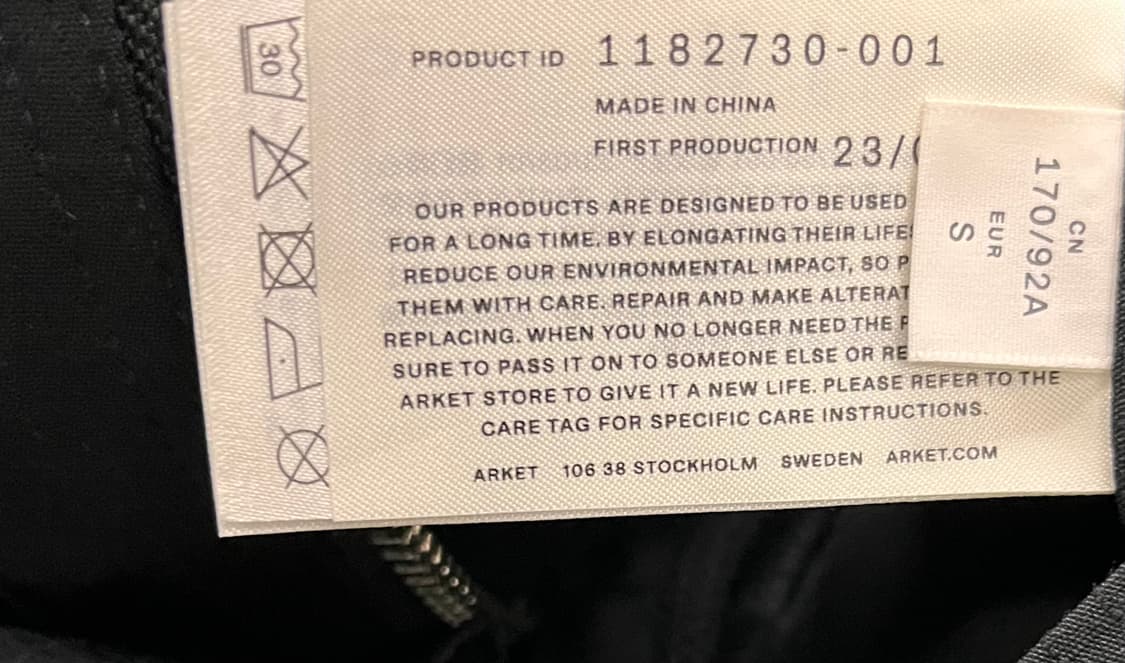 PRODUCT ID 1182730-001
MADE IN CHINA
FIRST PRODUCTION 23/
OUR PRODUCTS ARE DESIGNED TO BE USED
FOR A LONG TIME. BY ELONGATING THEIR LIFE
REDUCE OUR ENVIRONMENTAL IMPACT, SO
THEM WITH CARE. REPAIR AND MAKE ALTERAT
REPLACING. WHEN YOU NO LONGER NEED THE
SURE TO PASS IT ON TO SOMEONE ELSE OR RE
ARKET STORE TO GIVE IT A NEW LIFE. PLEASE REFER TO THE
CARE TAG FOR SPECIFIC CARE INSTRUCTIONS.
ARKET 106 38 STOCKHOLM SWEDEN ARKET.COM
CN
170/92A
EUR
S
30